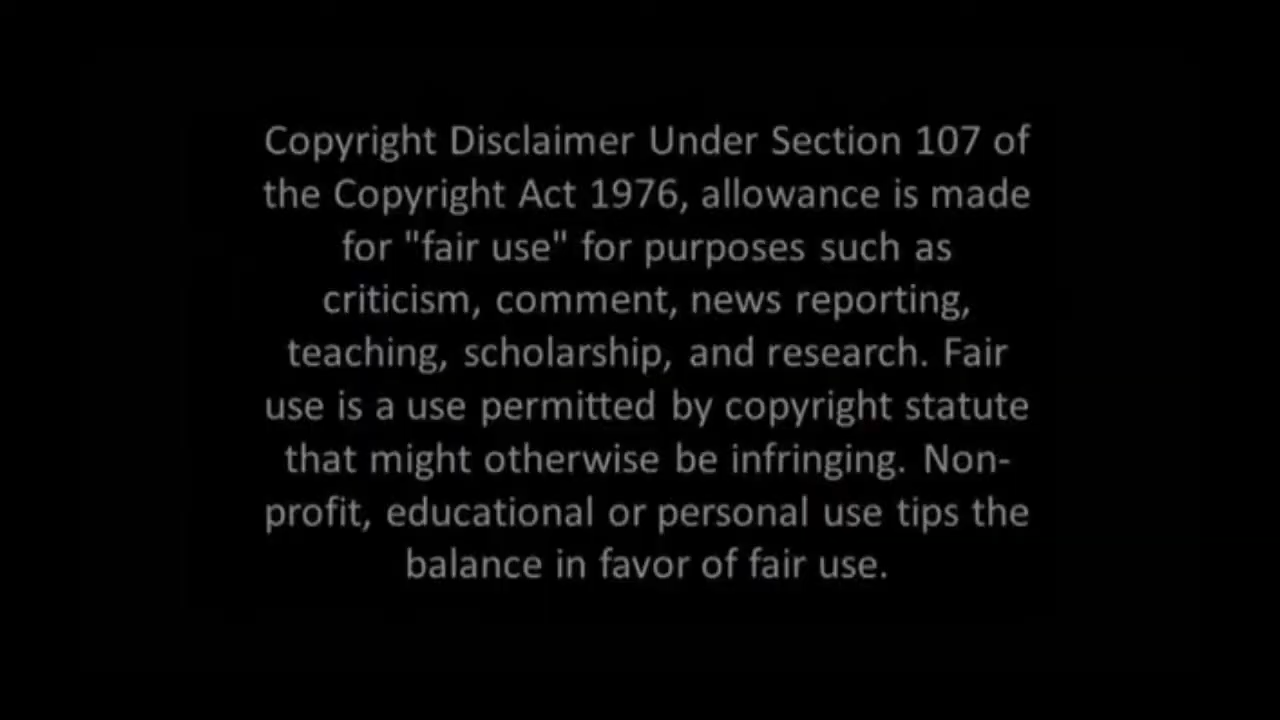 Copyright Disclaimer Under Section 107 of
the Copyright Act 1976, allowance is made
for "fair use" for purposes such as
criticism, comment, news reporting,
teaching, scholarship, and research. Fair
use is a use permitted by copyright statute
that might otherwise be infringing. Non-
profit, educational or personal use tips the
balance in favor of fair use.